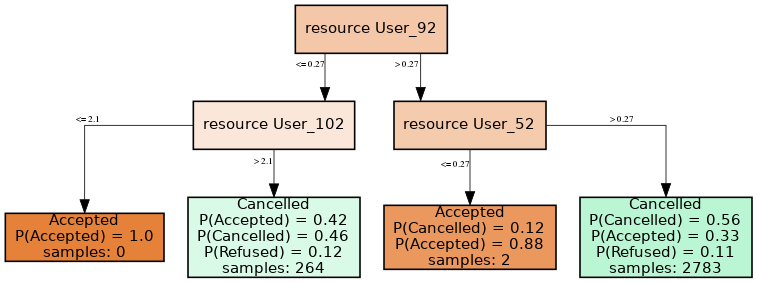 resource User_92
<=0.27
>0.27
resource User_102
resource User_52
<=2.1
>2.1
<=0.27
>0.27
Accepted
P(Accepted) = 1.0
samples: 0
Cancelled
P(Accepted) = 0.42
P(Cancelled) = 0.46
P(Refused) = 0.12
samples: 264
Accepted
P(Cancelled) = 0.12
P(Accepted) = 0.88
samples: 2
Cancelled
P(Cancelled) = 0.56
P(Accepted) = 0.33
P(Refused) = 0.11
samples: 2783